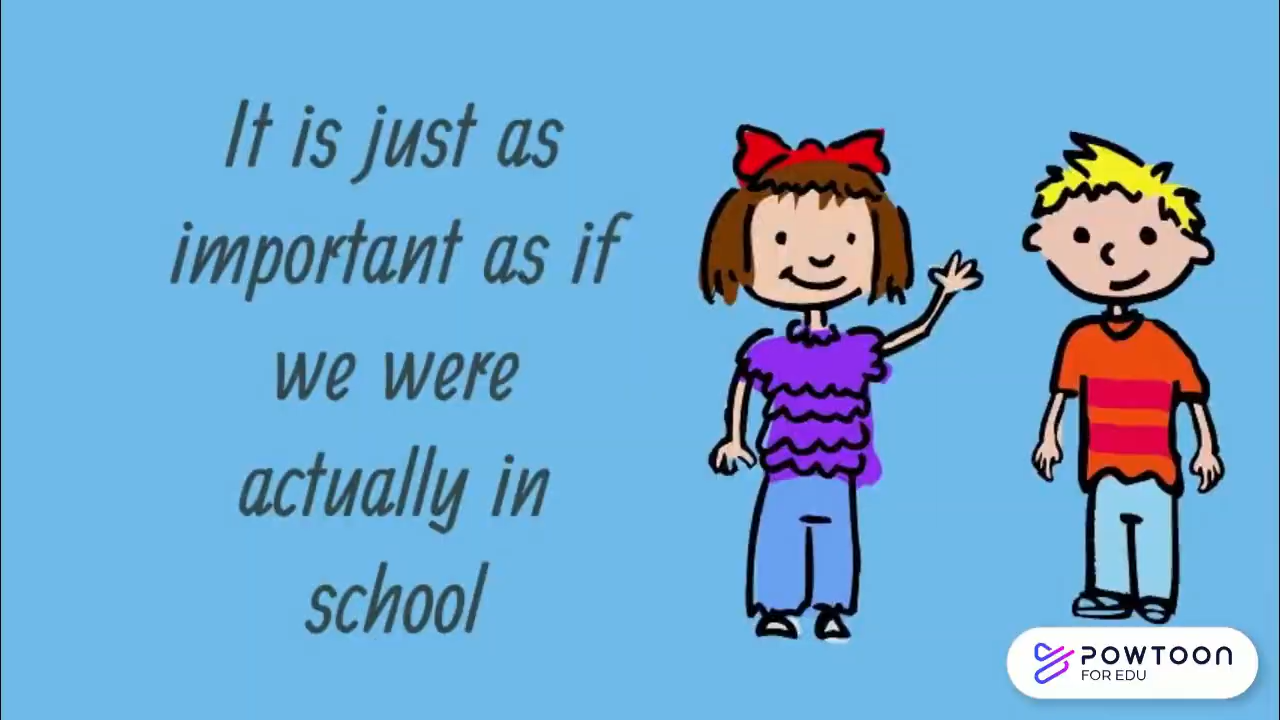 It is just as
important as if
we were
actually in
school
POWTOON
FOR EDU